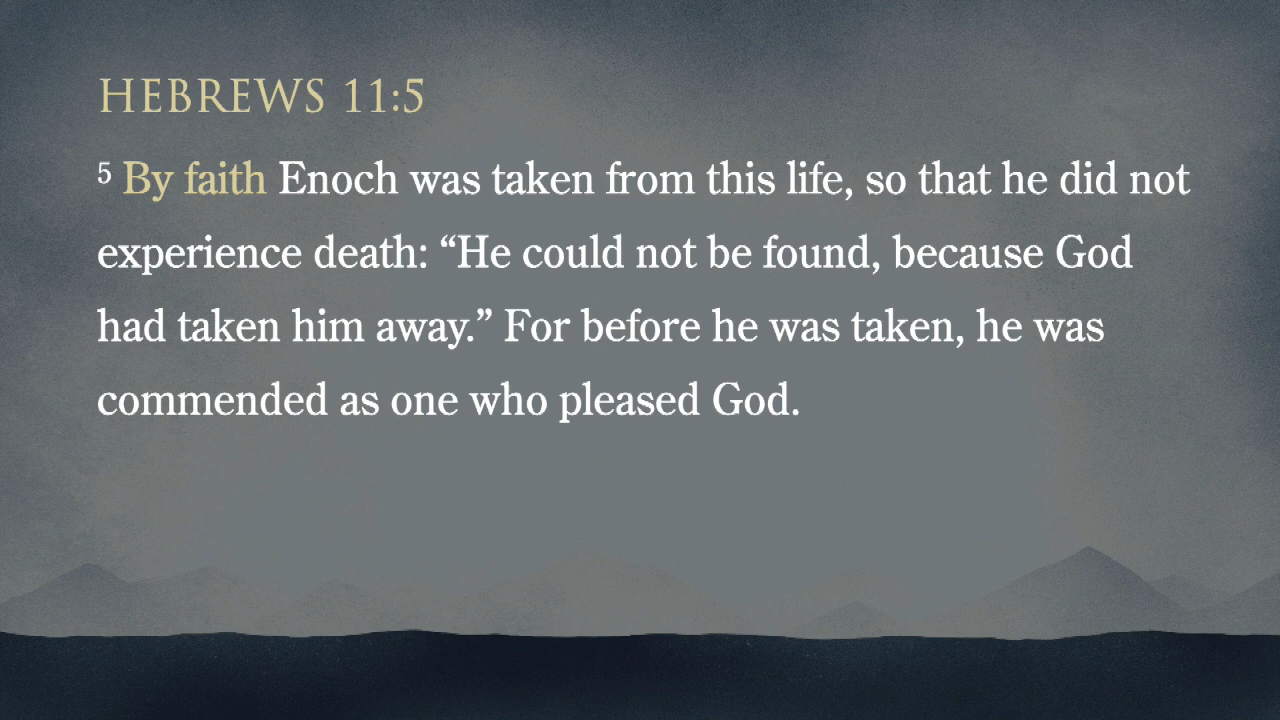 HEBREWS 11:5
⁵ By faith Enoch was taken from this life, so that he did not
experience death: “He could not be found, because God
had taken him away.” For before he was taken, he was
commended as one who pleased God.